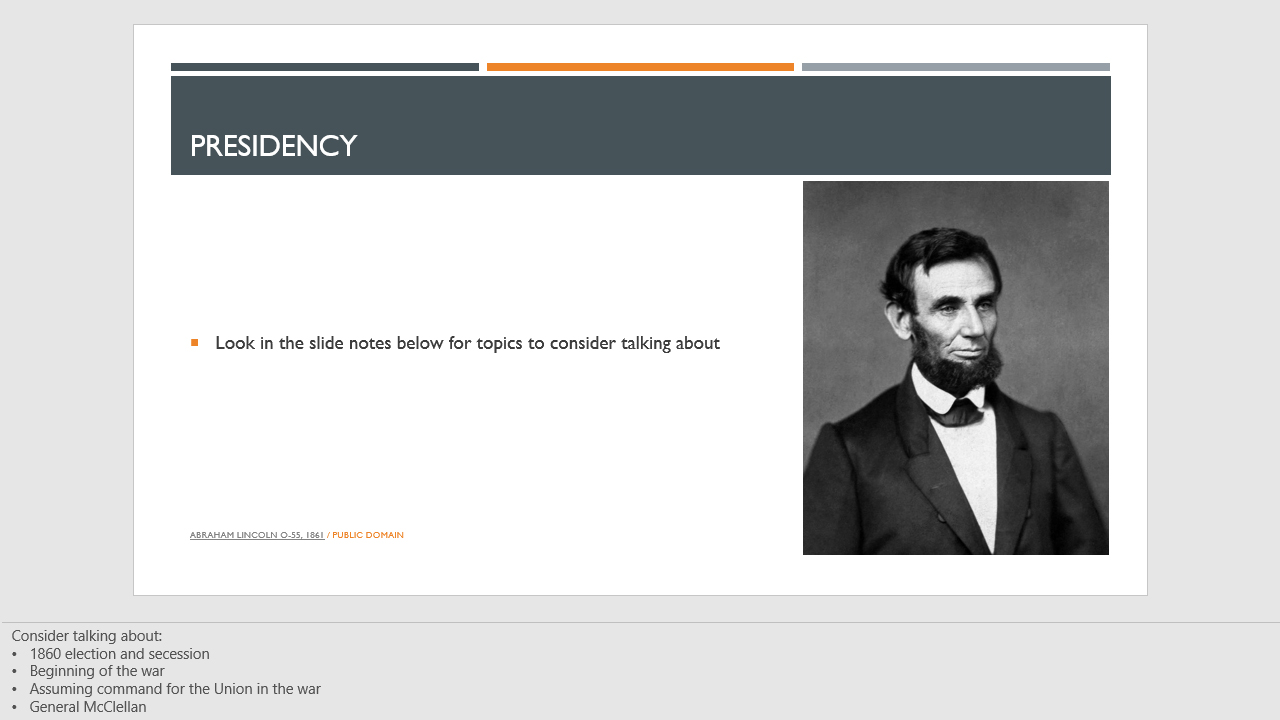 PRESIDENCY
▪ Look in the slide notes below for topics to consider talking about
ABRAHAM LINCOLN O-55, 1861 / PUBLIC DOMAIN
Consider talking about:
• 1860 election and secession
• Beginning of the war
• Assuming command for the Union in the war
• General McClellan